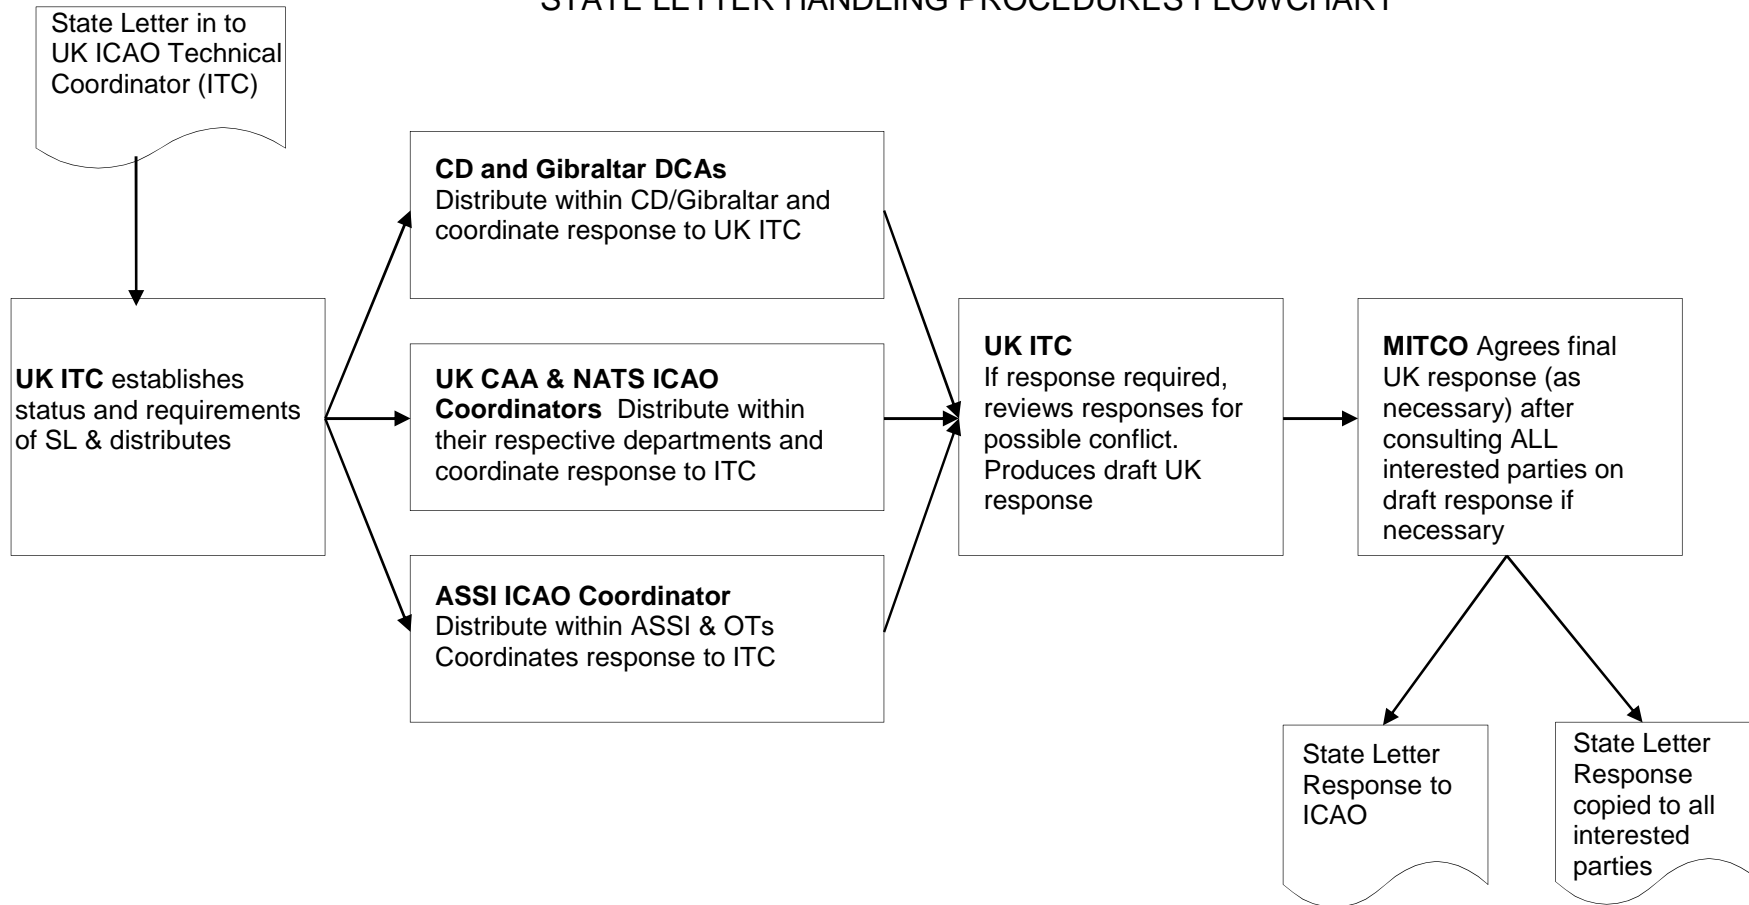 STATE LETTER HANDLING PROCEDURES FLOWCHART
State Letter in to
UK ICAO Technical
Coordinator (ITC)
CD and Gibraltar DCAs
Distribute within CD/Gibraltar and
coordinate response to UK ITC
UK ITC establishes
status and requirements
of SL & distributes
UK CAA & NATS ICAO
Coordinators Distribute within
their respective departments and
coordinate response to ITC
ASSI ICAO Coordinator
Distribute within ASSI & OTs
Coordinates response to ITC
UK ITC
If response required,
reviews responses for
possible conflict.
Produces draft UK
response
MITCO Agrees final
UK response (as
necessary) after
consulting ALL
interested parties on
draft response if
necessary
State Letter
Response to
ICAO
State Letter
Response
copied to all
interested
parties